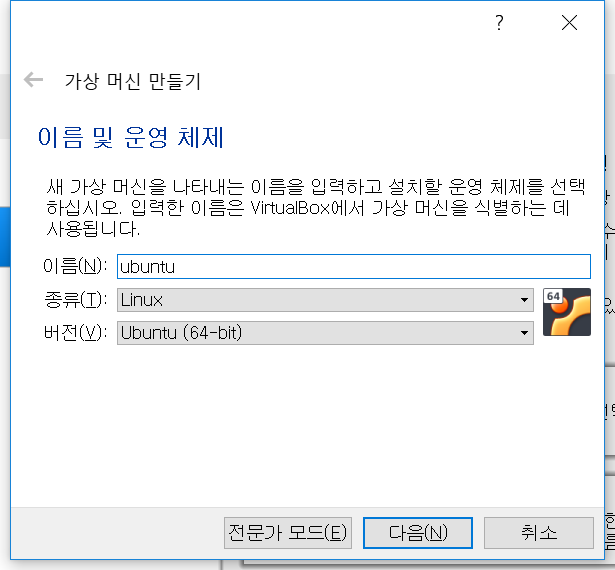 ?
가상 머신 만들기
이름 및 운영 체제
새 가상 머신을 나타내는 이름을 입력하고 설치할 운영 체제를 선택
하십시오. 입력한 이름은 VirtualBox에서 가상 머신을 식별하는 데
사용됩니다.
이름(N): ubuntu
종류(T): Linux
64
버전(V): Ubuntu (64-bit)
전문가 모드(E) 다음(N) 취소